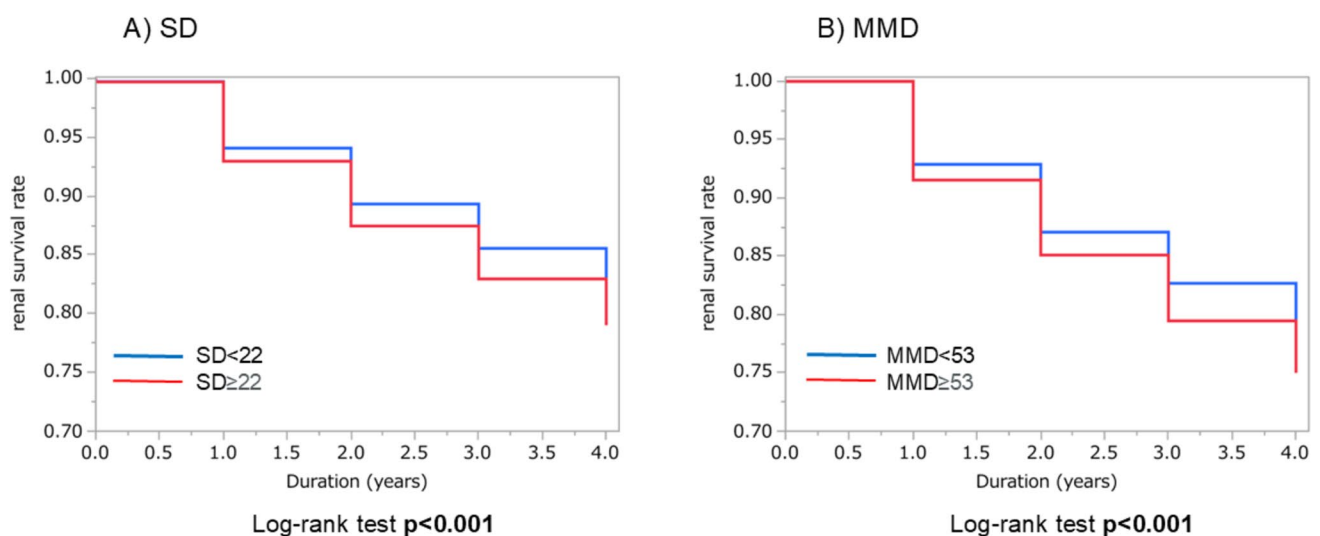 A) SD
1.00
0.95
0.90
0.85
0.80
0.75
0.70
renal survival rate
SD<22
SD≥22
0.0 0.5 1.0 1.5 2.0 2.5 3.0 3.5 4.0
Duration (years)
Log-rank test p<0.001
B) MMD
1.00
0.95
0.90
0.85
0.80
0.75
0.70
renal survival rate
MMD<53
MMD≥53
0.0 0.5 1.0 1.5 2.0 2.5 3.0 3.5 4.0
Duration (years)
Log-rank test p<0.001